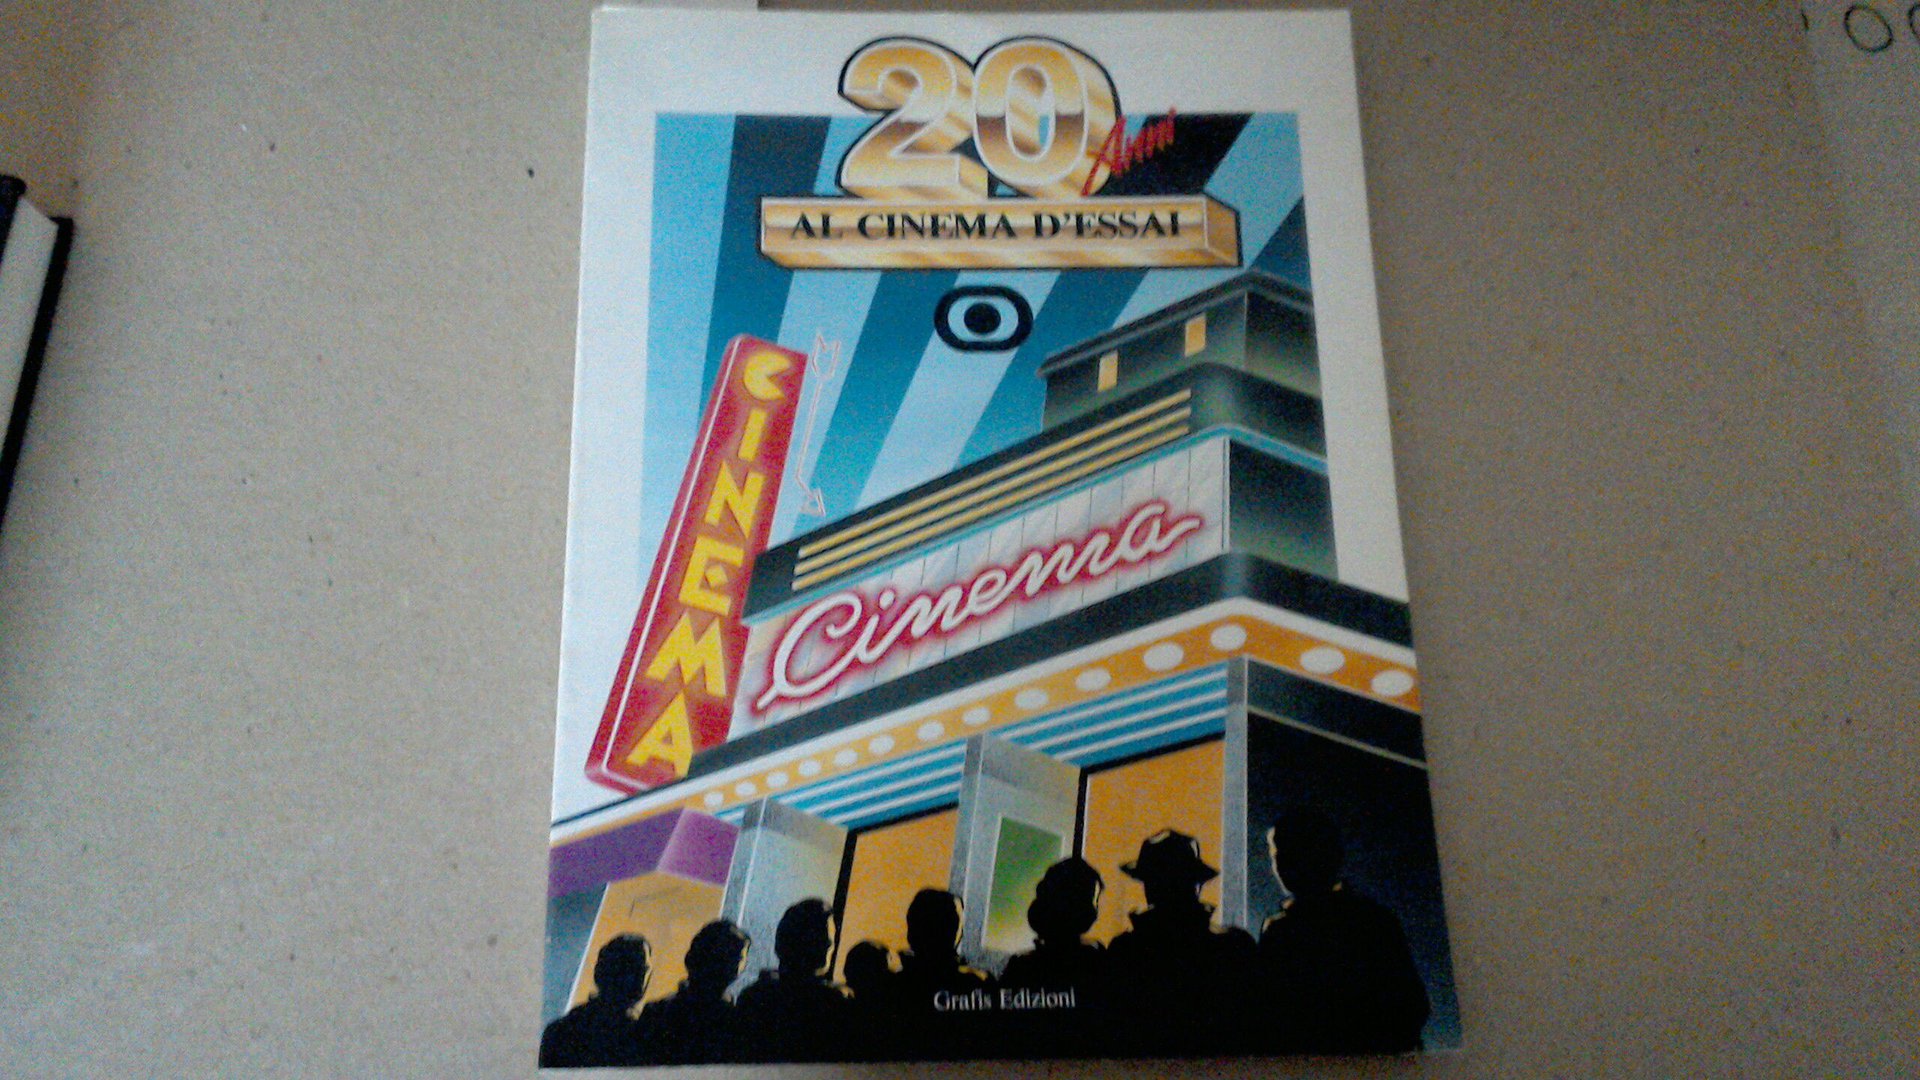 20 Anni
AL CINEMA D'ESSAI
CINEMA
Cinema
Grafis Edizioni